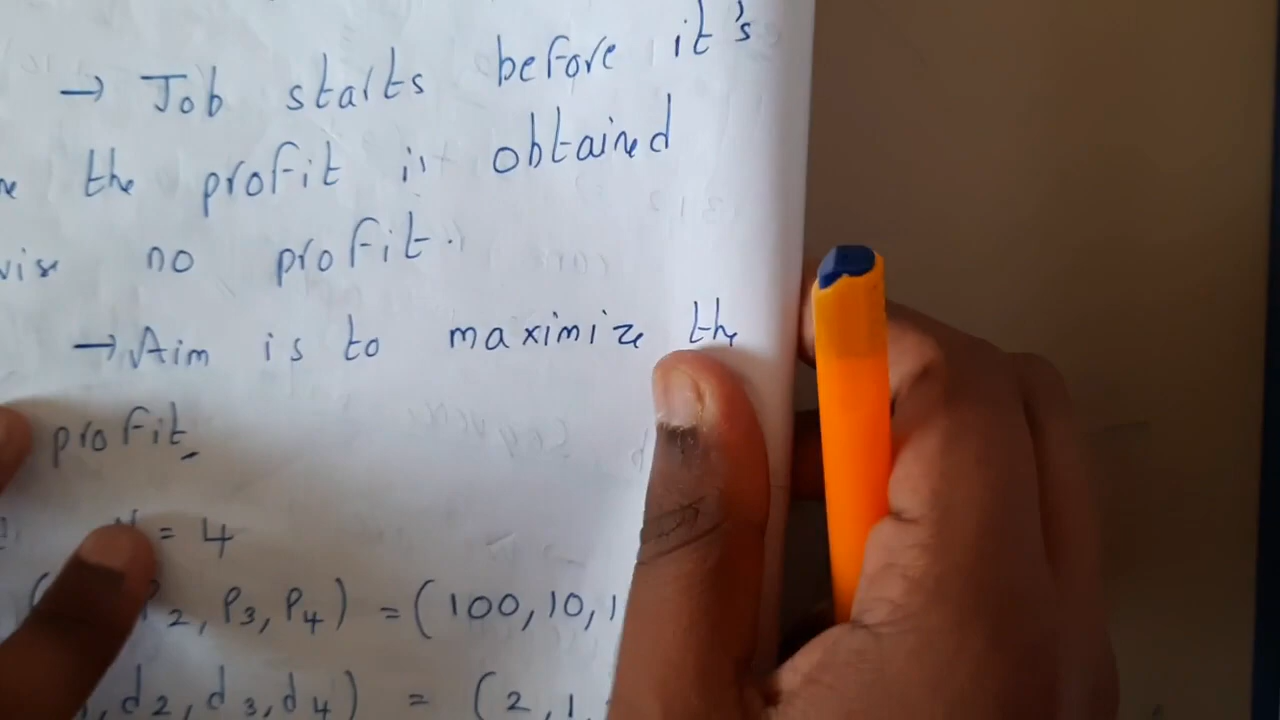 → Job starts before it's
the profit is obtained
no profit.
→ Aim is to maximize the
profit.
= 4
P3, P4) = (100, 10, 1
d2, d3, d4) = (2, 1,